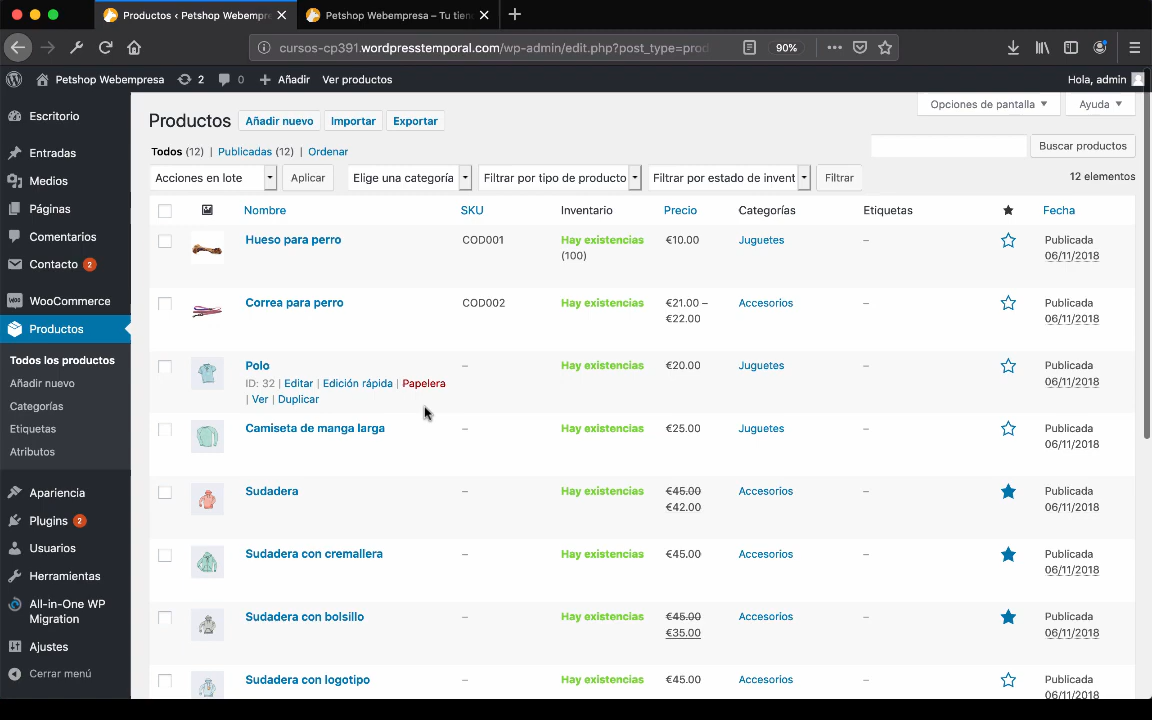 Productos ‹ Petshop Webempre
Petshop Webempresa – Tu tien
cursos-cp391.wordpresstemporal.com/wp-admin/edit.php?post_type=prod
90%
Petshop Webempresa
2
0
Añadir
Ver productos
Hola, admin
Escritorio
Entradas
Medios
Páginas
Comentarios
Contacto 2
WooCommerce
Productos
Todos los productos
Añadir nuevo
Categorías
Etiquetas
Atributos
Apariencia
Plugins 2
Usuarios
Herramientas
All-in-One WP
Migration
Ajustes
Cerrar menú
Opciones de pantalla
Ayuda
Productos
Añadir nuevo
Importar
Exportar
Todos (12) | Publicadas (12) | Ordenar
Buscar productos
Acciones en lote
Aplicar
Elige una categoría
Filtrar por tipo de producto
Filtrar por estado de invent
Filtrar
12 elementos
Nombre SKU Inventario Precio Categorías Etiquetas Fecha
Hueso para perro COD001 Hay existencias €10.00 Juguetes – Publicada
(100) 06/11/2018
Correa para perro COD002 Hay existencias €21.00 – Accesorios – Publicada
€22.00 06/11/2018
Polo – Hay existencias €20.00 Juguetes – Publicada
ID: 32 | Editar | Edición rápida | Papelera 06/11/2018
| Ver | Duplicar
Camiseta de manga larga – Hay existencias €25.00 Juguetes – Publicada
06/11/2018
Sudadera – Hay existencias €45.00 Accesorios – Publicada
€42.00 06/11/2018
Sudadera con cremallera – Hay existencias €45.00 Accesorios – Publicada
06/11/2018
Sudadera con bolsillo – Hay existencias €45.00 Accesorios – Publicada
€35.00 06/11/2018
Sudadera con logotipo – Hay existencias €45.00 Accesorios – Publicada
06/11/2018